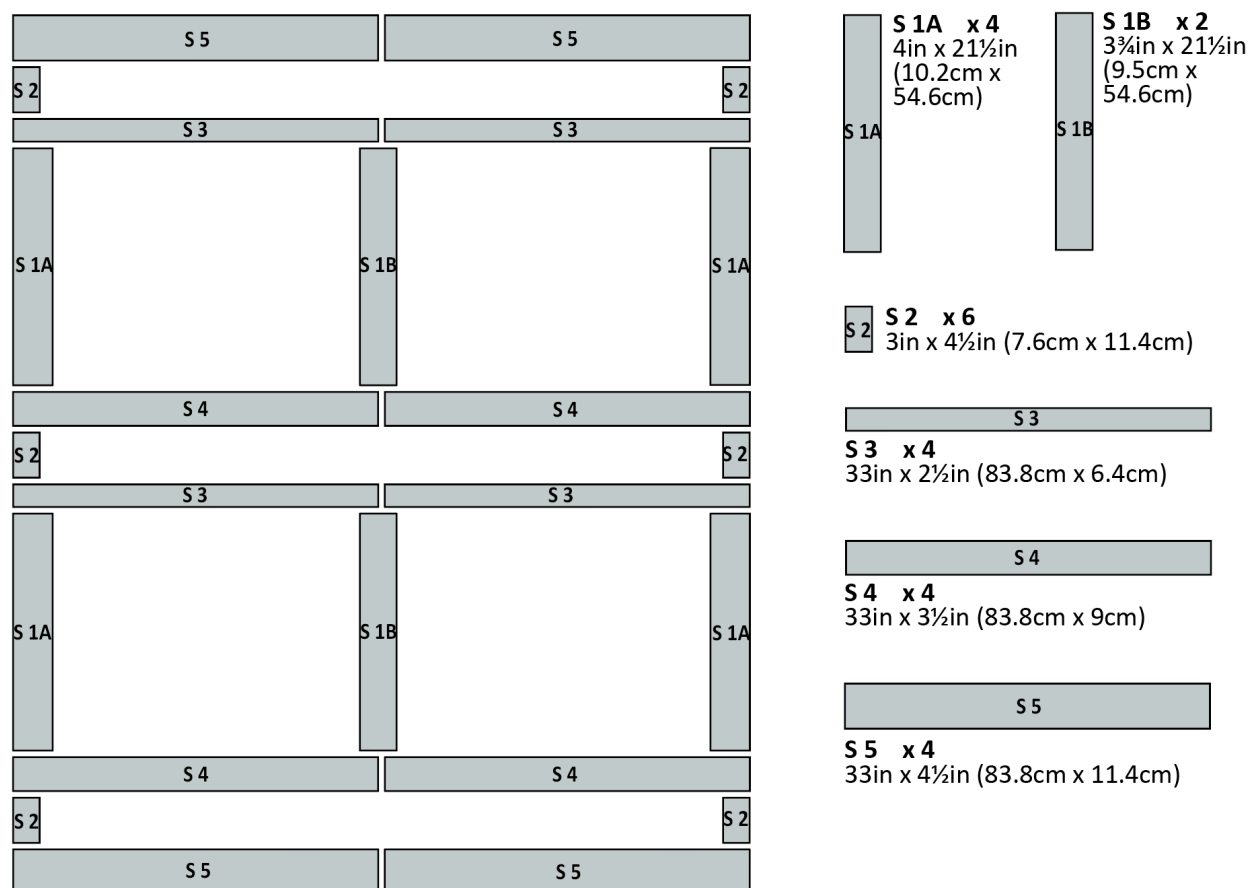 S 5 S 5
S 2 S 2
S 3 S 3
S 1A S 1B S 1A
S 4 S 4
S 2 S 2
S 3 S 3
S 1A S 1B S 1A
S 4 S 4
S 2 S 2
S 5 S 5
S 1A
S 1A x 4
4in x 21½in
(10.2cm x
54.6cm)
S 1B
S 1B x 2
3¾in x 21½in
(9.5cm x
54.6cm)
S 2
S 2 x 6
3in x 4½in (7.6cm x 11.4cm)
S 3
S 3 x 4
33in x 2½in (83.8cm x 6.4cm)
S 4
S 4 x 4
33in x 3½in (83.8cm x 9cm)
S 5
S 5 x 4
33in x 4½in (83.8cm x 11.4cm)